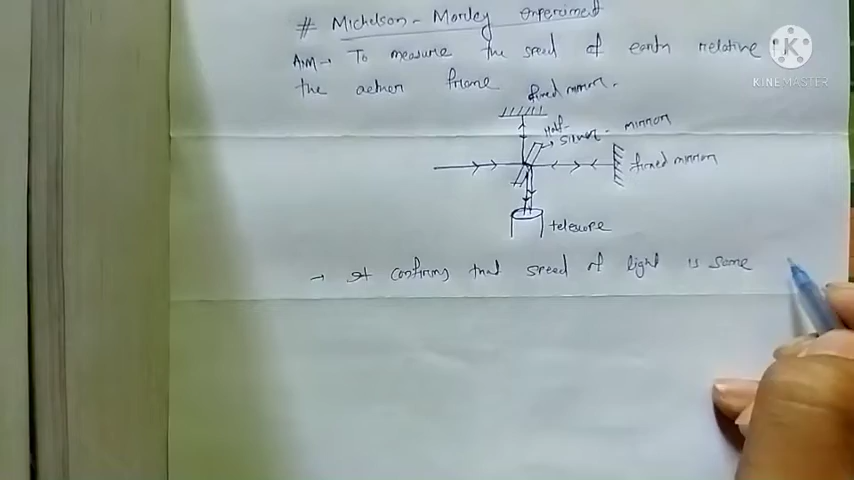 # Michelson - Morley experiment
AIM → To measure the speed of earth relative to
the aether frame
fixed mirror.
Half-
silver mirror
fixed mirror
telescope
→ It confirms that speed of light is same
K
KINEMASTER